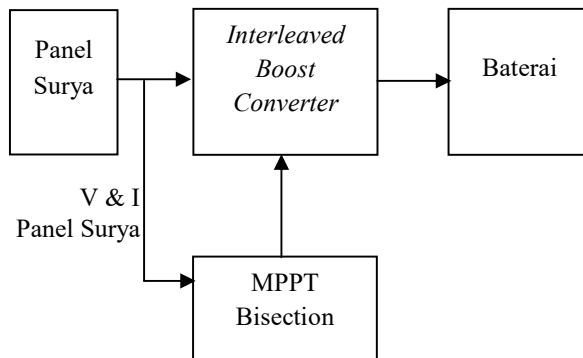 Panel
Surya
Interleaved
Boost
Converter
Baterai
V & I
Panel Surya
MPPT
Bisection